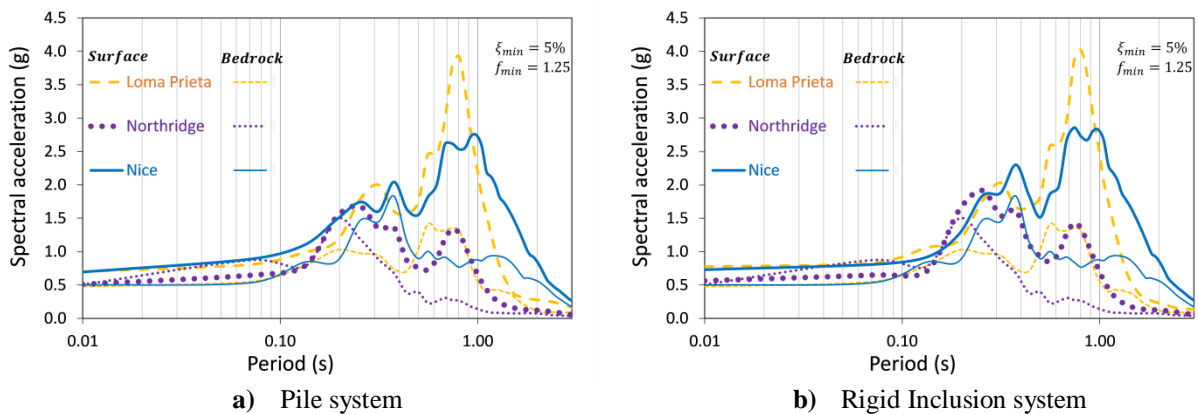 Spectral acceleration (g)
4.5
4.0
3.5
3.0
2.5
2.0
1.5
1.0
0.5
0.0
Surface Bedrock
Loma Prieta
Northridge
Nice
ξmin = 5%
fmin = 1.25
0.01 0.10 1.00
Period (s)
a) Pile system
Spectral acceleration (g)
4.5
4.0
3.5
3.0
2.5
2.0
1.5
1.0
0.5
0.0
Surface Bedrock
Loma Prieta
Northridge
Nice
ξmin = 5%
fmin = 1.25
0.01 0.10 1.00
Period (s)
b) Rigid Inclusion system